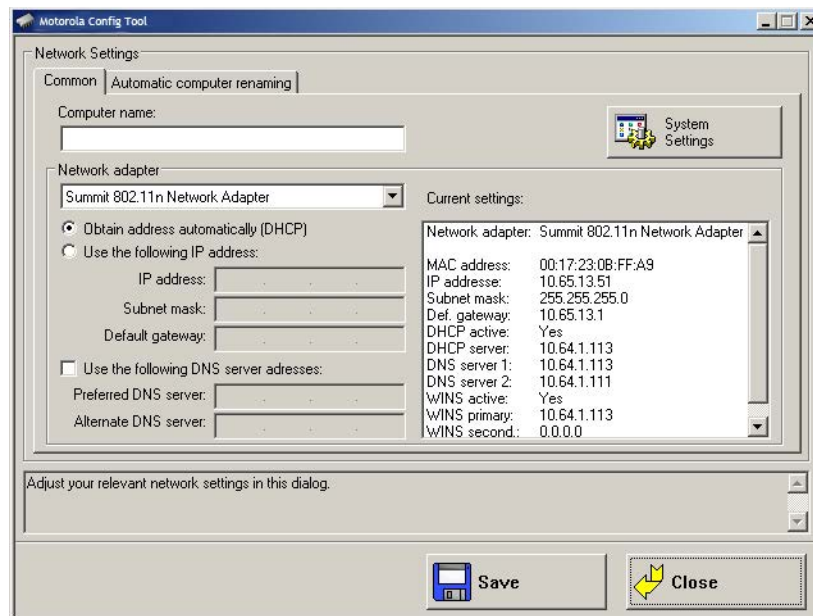 Motorola Config Tool
Network Settings
Common
Automatic computer renaming
Computer name:
System
Settings
Network adapter
Summit 802.11n Network Adapter
Obtain address automatically (DHCP)
Use the following IP address:
IP address:
Subnet mask:
Default gateway:
Use the following DNS server adresses:
Preferred DNS server:
Alternate DNS server:
Current settings:
Network adapter: Summit 802.11n Network Adapter
MAC address: 00:17:23:0B:FF:A9
IP addresse: 10.65.13.51
Subnet mask: 255.255.255.0
Def. gateway: 10.65.13.1
DHCP active: Yes
DHCP server: 10.64.1.113
DNS server 1: 10.64.1.113
DNS server 2: 10.64.1.111
WINS active: Yes
WINS primary: 10.64.1.113
WINS second.: 0.0.0.0
Adjust your relevant network settings in this dialog.
Save
Close